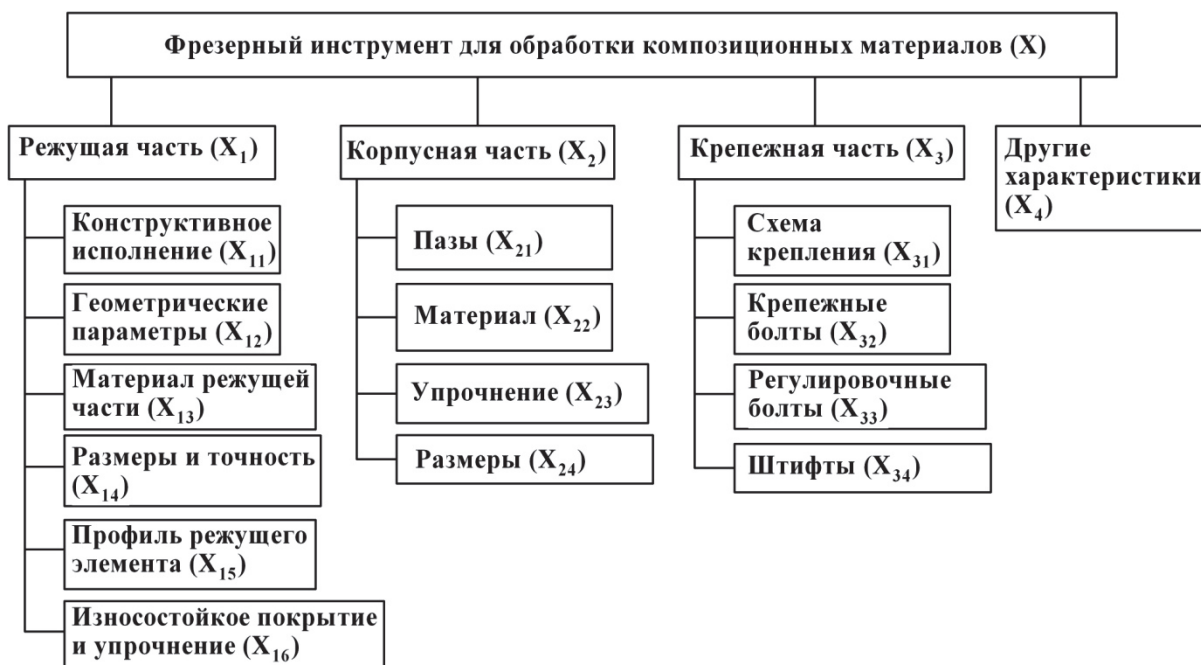 Фрезерный инструмент для обработки композиционных материалов (X)
Режущая часть (X₁)
Конструктивное
исполнение (X₁₁)
Геометрические
параметры (X₁₂)
Материал режущей
части (X₁₃)
Размеры и точность
(X₁₄)
Профиль режущего
элемента (X₁₅)
Износостойкое покрытие
и упрочнение (X₁₆)
Корпусная часть (X₂)
Пазы (X₂₁)
Материал (X₂₂)
Упрочнение (X₂₃)
Размеры (X₂₄)
Крепежная часть (X₃)
Схема
крепления (X₃₁)
Крепежные
болты (X₃₂)
Регулировочные
болты (X₃₃)
Штифты (X₃₄)
Другие
характеристики
(X₄)